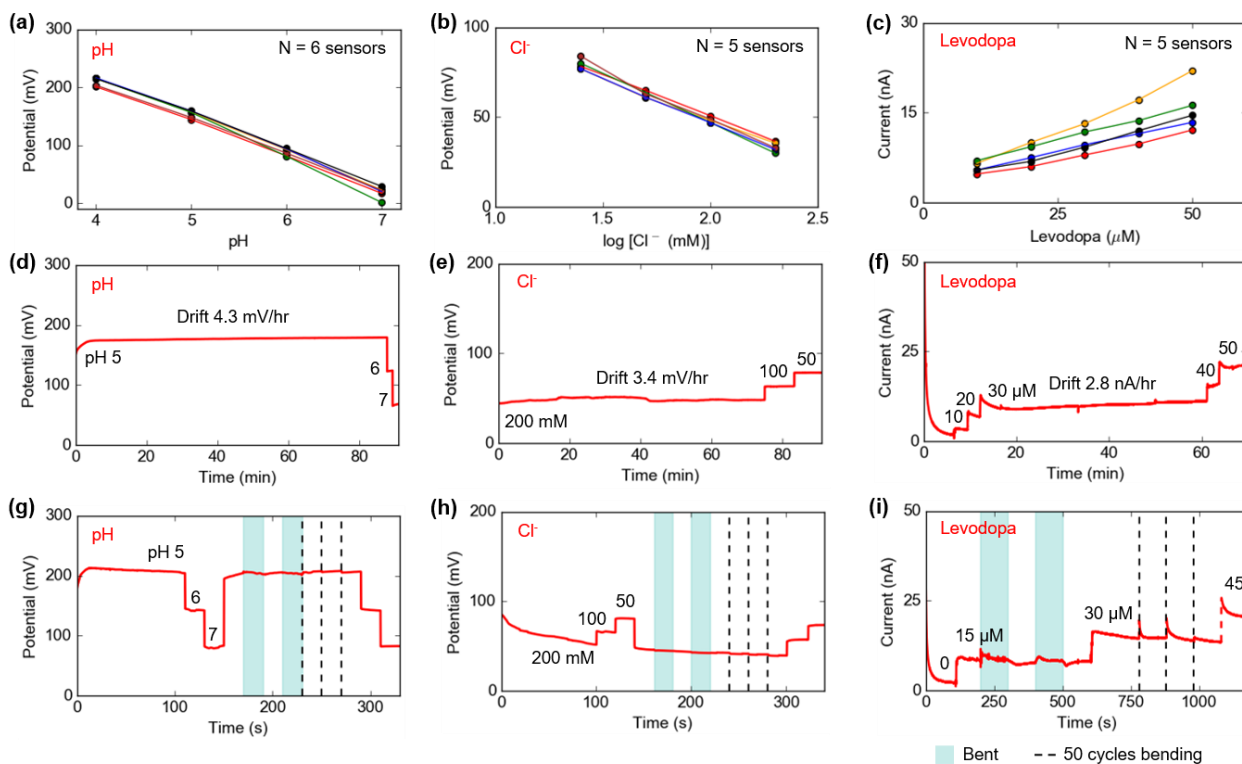 (a)
pH
N = 6 sensors
300
200
100
0
Potential (mV)
4 5 6 7
pH
(b)
Cl⁻
N = 5 sensors
100
50
0
Potential (mV)
1.0 1.5 2.0 2.5
log [Cl⁻ (mM)]
(c)
Levodopa
N = 5 sensors
30
15
0
Current (nA)
25 50
Levodopa (μM)
(d)
pH
300
200
100
0
Potential (mV)
Drift 4.3 mV/hr
pH 5
6
7
0 20 40 60 80
Time (min)
(e)
Cl⁻
200
100
0
Potential (mV)
Drift 3.4 mV/hr
200 mM
100
50
0 20 40 60 80
Time (min)
(f)
Levodopa
50
25
0
Current (nA)
10
20
30 μM
Drift 2.8 nA/hr
40
50
0 20 40 60
Time (min)
(g)
pH
300
200
100
0
Potential (mV)
pH 5
6
7
0 100 200 300
Time (s)
(h)
Cl⁻
200
100
0
Potential (mV)
200 mM
100
50
0 100 200 300
Time (s)
(i)
Levodopa
50
25
0
Current (nA)
0
15 μM
30 μM
45
0 250 500 750 1000
Time (s)
Bent
50 cycles bending